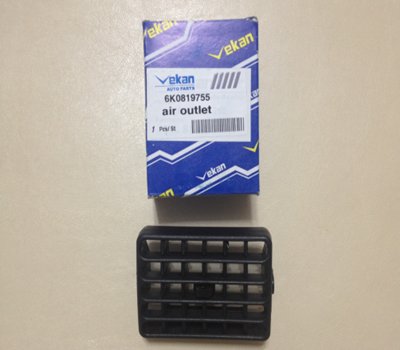 Vekan
Vekan
AUTO PARTS
6K0819755
air outlet
1 Pcs/ St
Vekan
Vekan